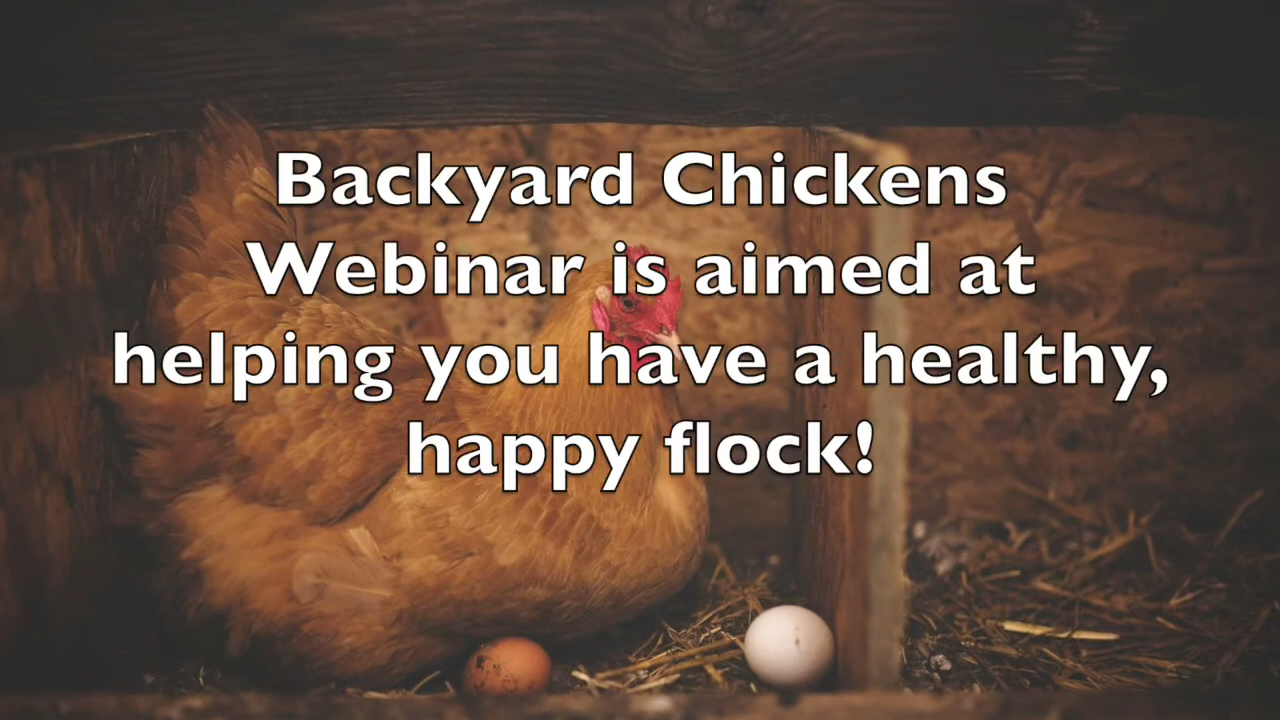 Backyard Chickens
Webinar is aimed at
helping you have a healthy,
happy flock!